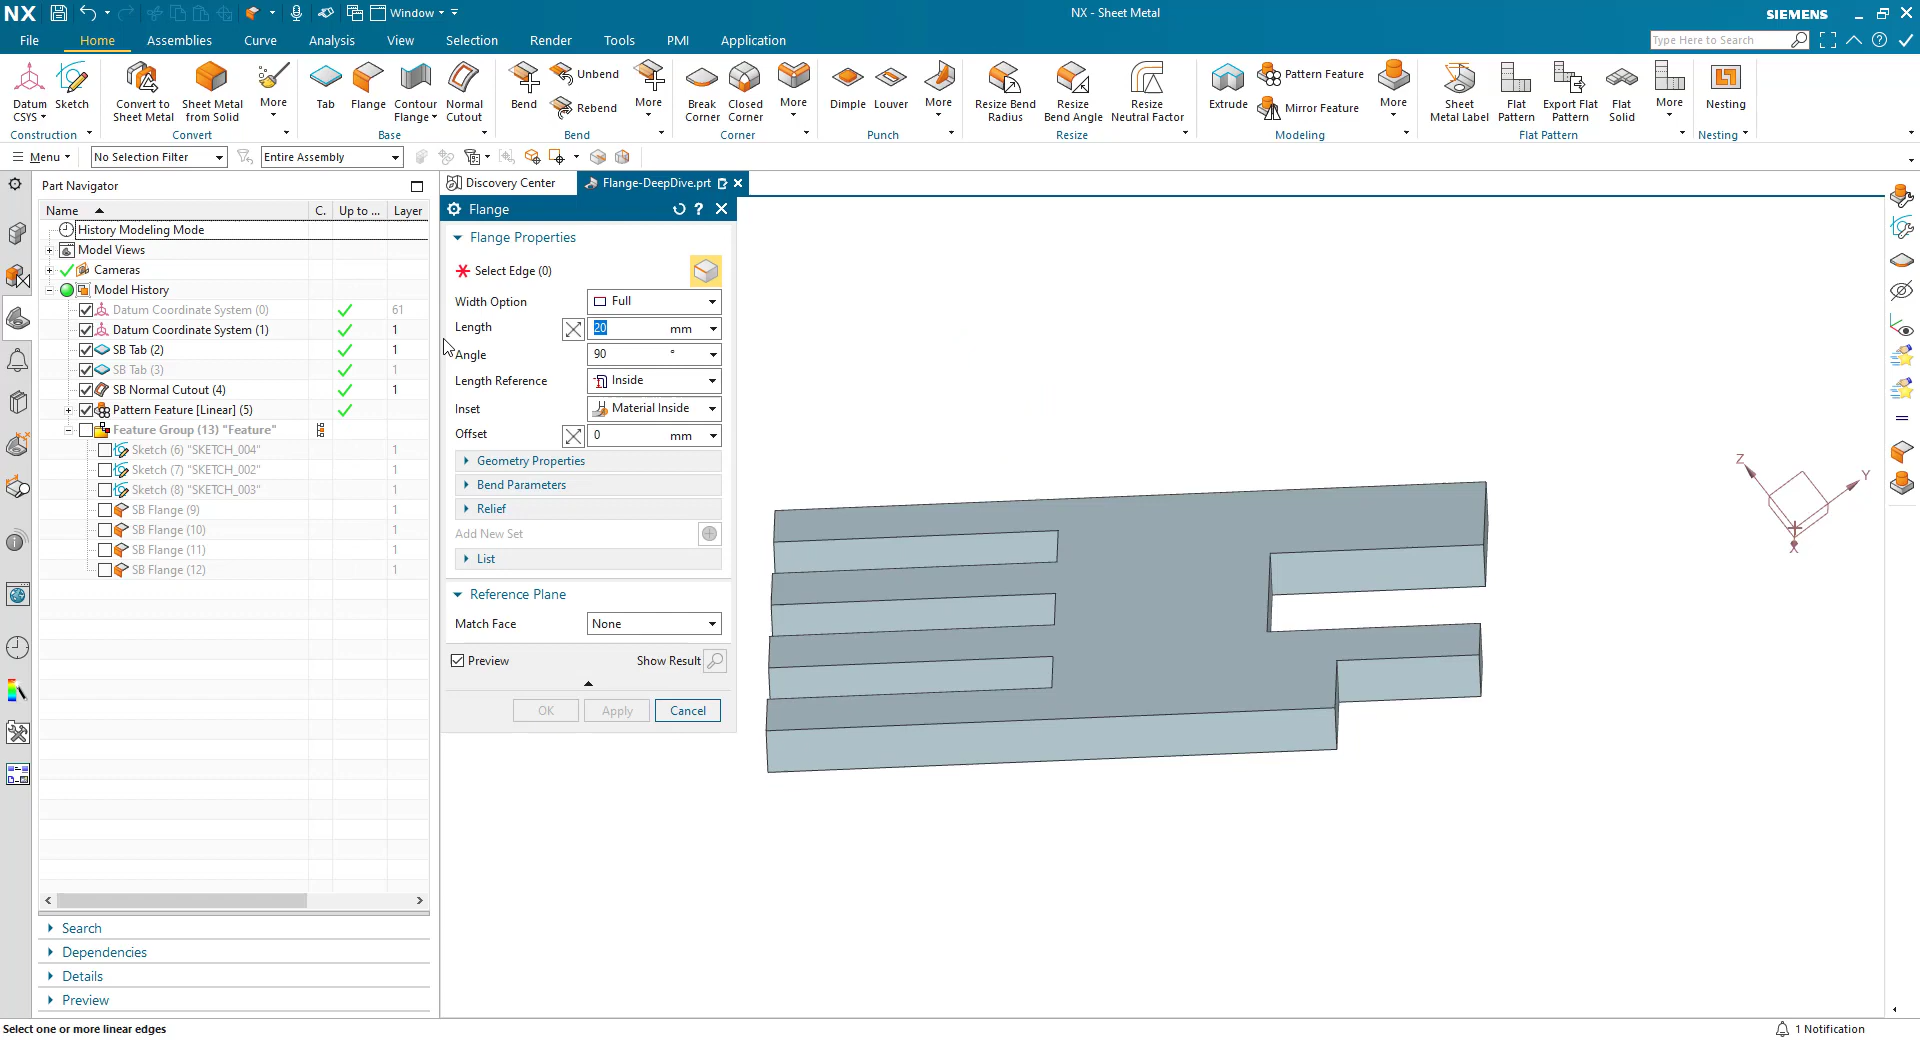 NX
Window
NX - Sheet Metal
SIEMENS
File
Home
Assemblies
Curve
Analysis
View
Selection
Render
Tools
PMI
Application
Type Here to Search
Datum CSYS
Sketch
Convert to Sheet Metal
Sheet Metal from Solid
More
Tab
Flange
Contour Flange
Normal Cutout
Bend
Unbend
Rebend
More
Break Corner
Closed Corner
More
Dimple
Louver
More
Resize Bend Radius
Resize Bend Angle
Resize Neutral Factor
Extrude
Pattern Feature
Mirror Feature
More
Sheet Metal Label
Flat Pattern
Export Flat Pattern
Flat Solid
More
Nesting
Construction
Convert
Base
Bend
Corner
Punch
Resize
Modeling
Flat Pattern
Nesting
Menu
No Selection Filter
Entire Assembly
Part Navigator
Name
C.
Up to ...
Layer
History Modeling Mode
Model Views
Cameras
Model History
Datum Coordinate System (0) 61
Datum Coordinate System (1) 1
SB Tab (2) 1
SB Tab (3) 1
SB Normal Cutout (4) 1
Pattern Feature [Linear] (5)
Feature Group (13) "Feature"
Sketch (6) "SKETCH_004" 1
Sketch (7) "SKETCH_002" 1
Sketch (8) "SKETCH_003" 1
SB Flange (9) 1
SB Flange (10) 1
SB Flange (11) 1
SB Flange (12) 1
Search
Dependencies
Details
Preview
Discovery Center
Flange-DeepDive.prt
Flange
Flange Properties
Select Edge (0)
Width Option Full
Length 20 mm
Angle 90 °
Length Reference Inside
Inset Material Inside
Offset 0 mm
Geometry Properties
Bend Parameters
Relief
Add New Set
List
Reference Plane
Match Face None
Preview Show Result
OK Apply Cancel
Z
Y
X
Select one or more linear edges
1 Notification